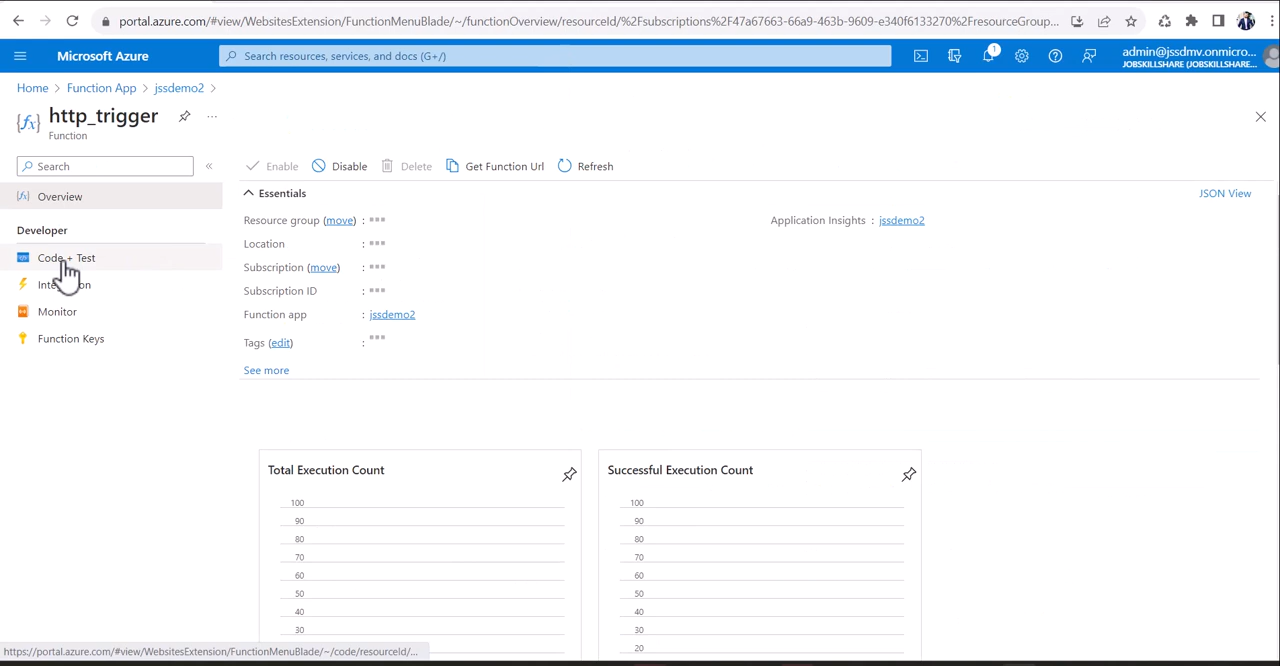 portal.azure.com/#view/WebsitesExtension/FunctionMenuBlade/~/functionOverview/resourceId/%2Fsubscriptions%2F47a67663-66a9-463b-9609-e340f6133270%2FresourceGroup...
Microsoft Azure
Search resources, services, and docs (G+/)
1
admin@jssdmv.onmicro...
JOBSKILLSHARE (JOBSKILLSHARE....
Home > Function App > jssdemo2 >
{fx} http_trigger ...
Function
Search «
Enable Disable Delete Get Function Url Refresh
Overview
Essentials JSON View
Developer
Resource group (move) :
Application Insights : jssdemo2
Location :
Code + Test
Subscription (move) :
Subscription ID :
Monitor
Function app : jssdemo2
Function Keys
Tags (edit) :
See more
Total Execution Count Successful Execution Count
100 100
90 90
80 80
70 70
60 60
50 50
40 40
30 30
20
https://portal.azure.com/#view/WebsitesExtension/FunctionMenuBlade/~/code/resourceId/...